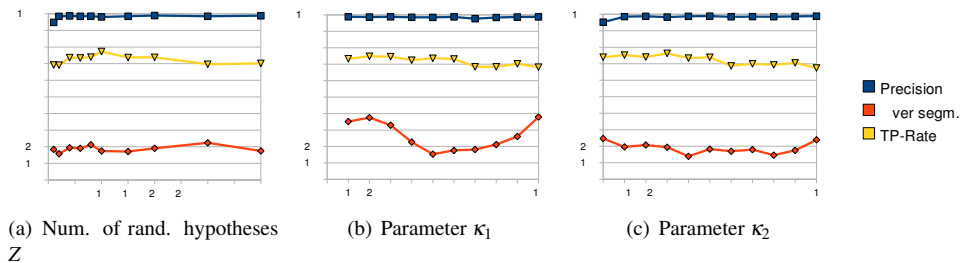 1
2
1
1 1 2 2
(a) Num. of rand. hypotheses
Z
1
2
1
1 2 1
(b) Parameter κ1
1
2
1
1 2 1
(c) Parameter κ2
Precision
ver segm.
TP-Rate